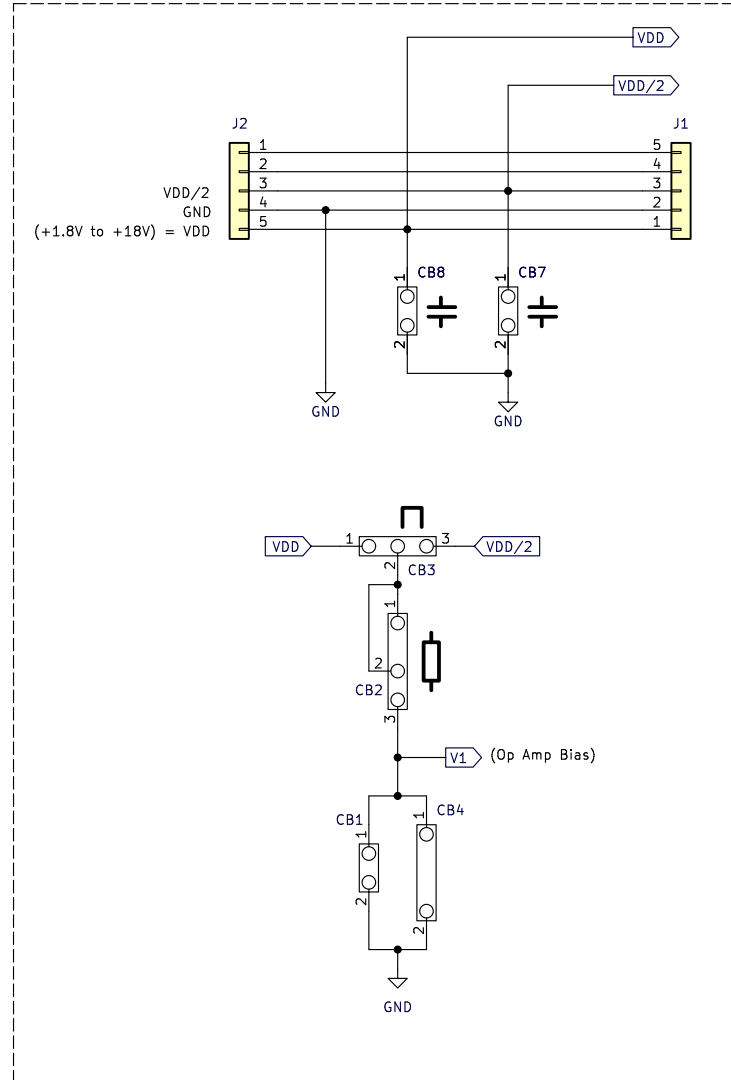 VDD
VDD/2
J2
J1
1 5
2 4
VDD/2 3 3
GND 4 2
(+1.8V to +18V) = VDD 5 1
1 CB8 1 CB7
2 2
GND
GND
VDD 1 3 VDD/2
2 CB3
1
2
CB2
3
V1 (Op Amp Bias)
CB1 1 1 CB4
2 2
GND